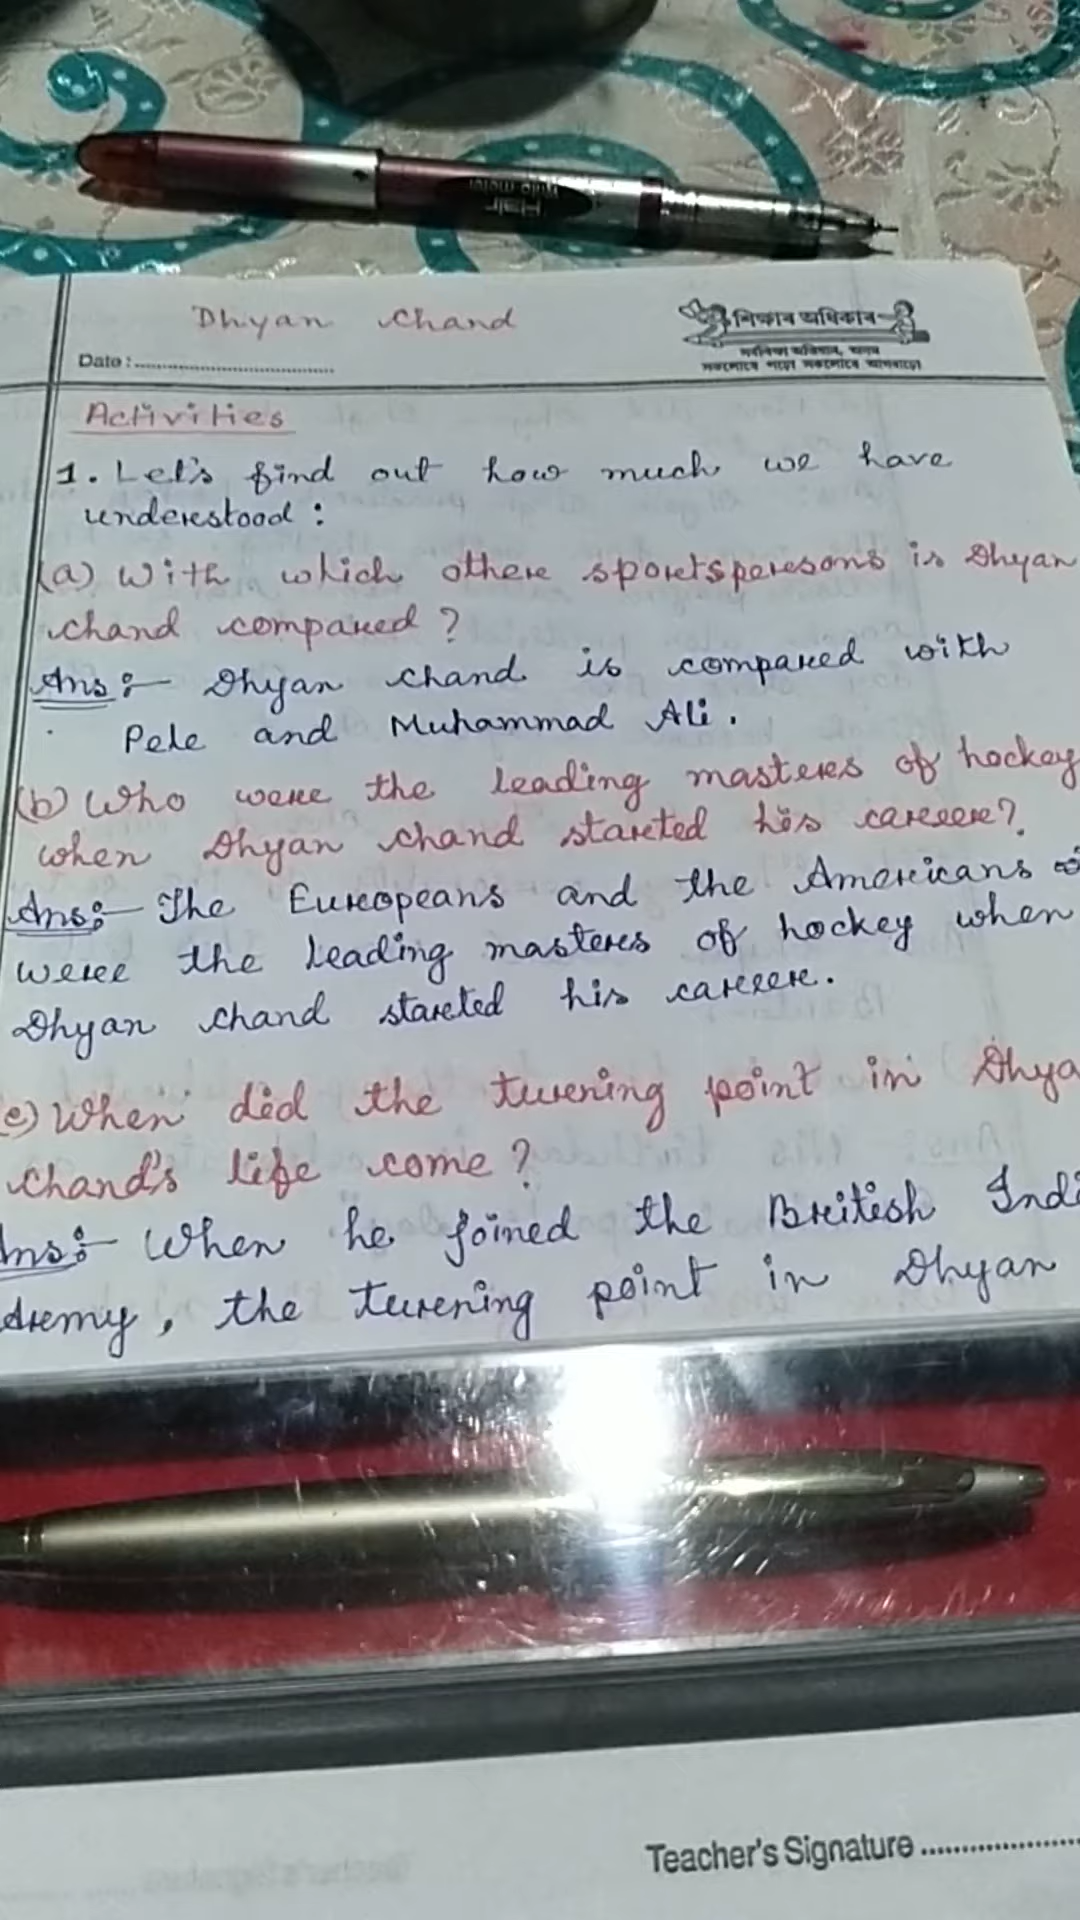 Dhyan Chand
শিক্ষাৰ অধিকাৰ
Date :
Activities
1. Let's find out how much we have
understood :
(a) With which other sportspersons is Dhyan
Chand compared ?
Ans :- Dhyan Chand is compared with
Pele and Muhammad Ali.
(b) Who were the leading masters of hockey
when Dhyan Chand started his career?
Ans :- The Europeans and the Americans
were the leading masters of hockey when
Dhyan Chand started his career.
c) When did the turning point in Dhya
Chand's life come ?
Ans :- When he joined the British Indi
Army, the turning point in Dhyan
Teacher's Signature